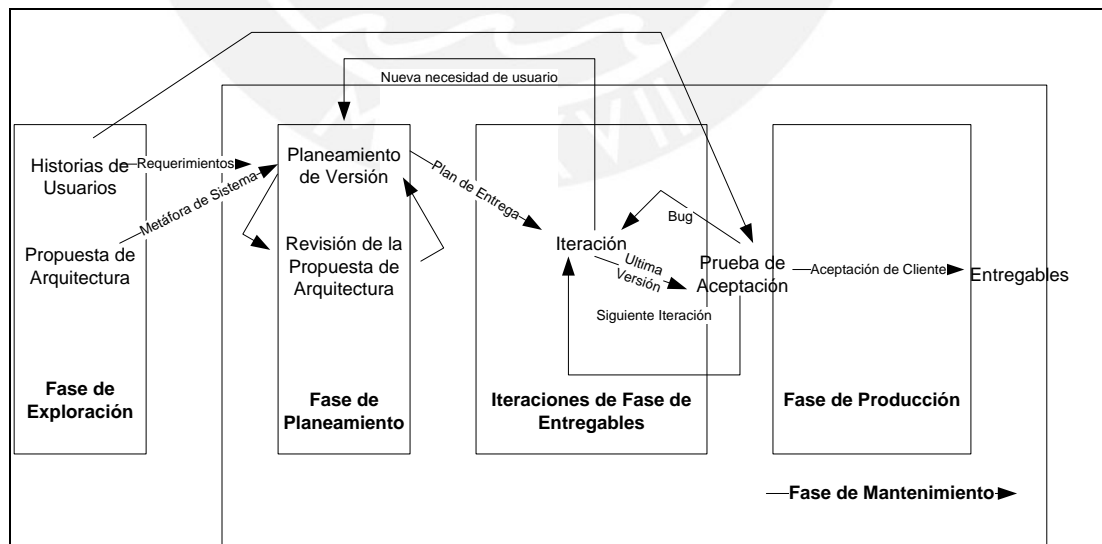 Nueva necesidad de usuario
Historias de
Usuarios
Requerimientos
Metáfora de Sistema
Propuesta de
Arquitectura
Fase de
Exploración
Planeamiento
de Versión
Revisión de la
Propuesta de
Arquitectura
Fase de
Planeamiento
Plan de Entrega
Iteración
Bug
Ultima
Versión
Siguiente Iteración
Iteraciones de Fase de
Entregables
Prueba de
Aceptación
Aceptación de Cliente
Entregables
Fase de Producción
Fase de Mantenimiento
VII